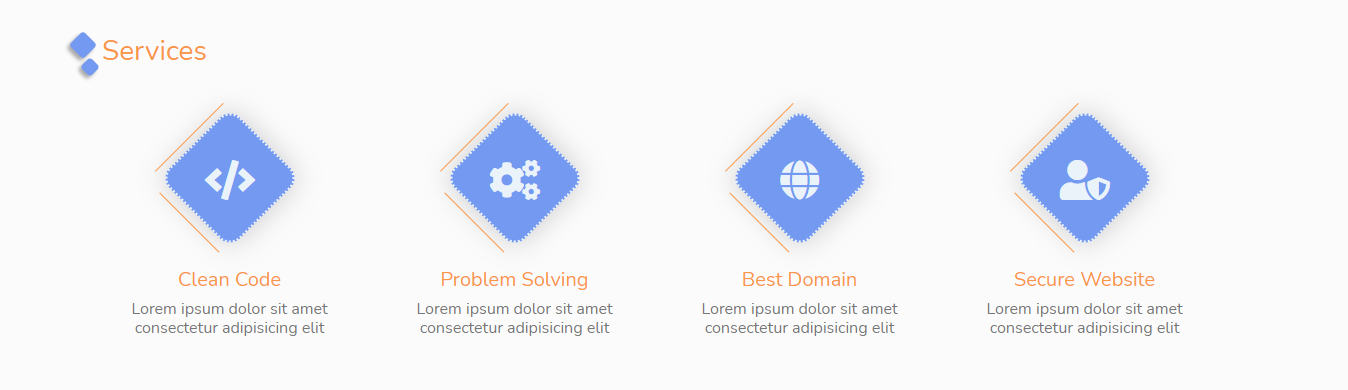 Services
Clean Code
Lorem ipsum dolor sit amet
consectetur adipisicing elit
Problem Solving
Lorem ipsum dolor sit amet
consectetur adipisicing elit
Best Domain
Lorem ipsum dolor sit amet
consectetur adipisicing elit
Secure Website
Lorem ipsum dolor sit amet
consectetur adipisicing elit